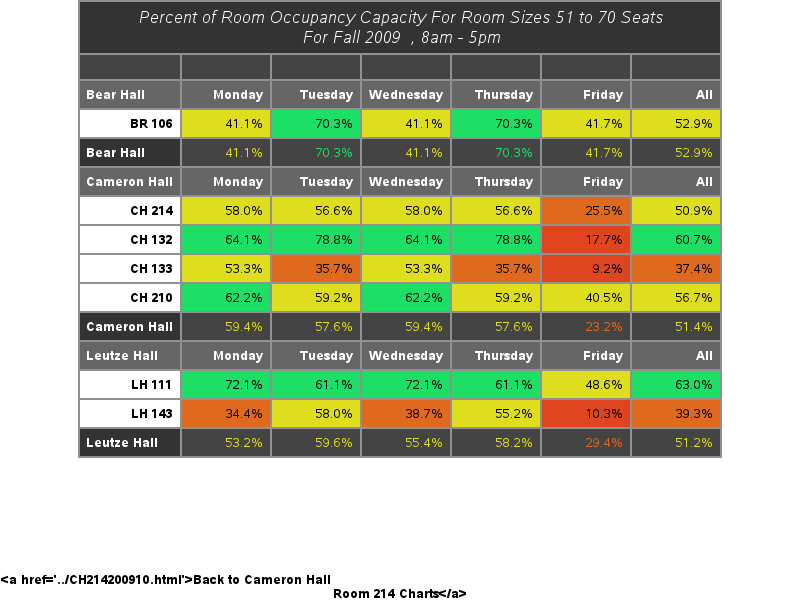 Percent of Room Occupancy Capacity For Room Sizes 51 to 70 Seats
For Fall 2009 , 8am - 5pm
Bear Hall Monday Tuesday Wednesday Thursday Friday All
BR 106 41.1% 70.3% 41.1% 70.3% 41.7% 52.9%
Bear Hall 41.1% 70.3% 41.1% 70.3% 41.7% 52.9%
Cameron Hall Monday Tuesday Wednesday Thursday Friday All
CH 214 58.0% 56.6% 58.0% 56.6% 25.5% 50.9%
CH 132 64.1% 78.8% 64.1% 78.8% 17.7% 60.7%
CH 133 53.3% 35.7% 53.3% 35.7% 9.2% 37.4%
CH 210 62.2% 59.2% 62.2% 59.2% 40.5% 56.7%
Cameron Hall 59.4% 57.6% 59.4% 57.6% 23.2% 51.4%
Leutze Hall Monday Tuesday Wednesday Thursday Friday All
LH 111 72.1% 61.1% 72.1% 61.1% 48.6% 63.0%
LH 143 34.4% 58.0% 38.7% 55.2% 10.3% 39.3%
Leutze Hall 53.2% 59.6% 55.4% 58.2% 29.4% 51.2%
&lt;a href='../CH214200910.html'&gt;Back to Cameron Hall
Room 214 Charts&lt;/a&gt;